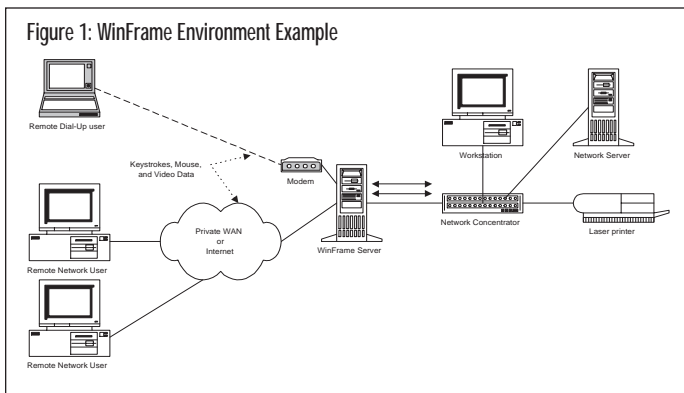 Figure 1: WinFrame Environment Example
Remote Dial-Up user
Keystrokes, Mouse,
and Video Data
Modem
Workstation
Network Server
Private WAN
or
Internet
WinFrame Server
Network Concentrator
Laser printer
Remote Network User
Remote Network User